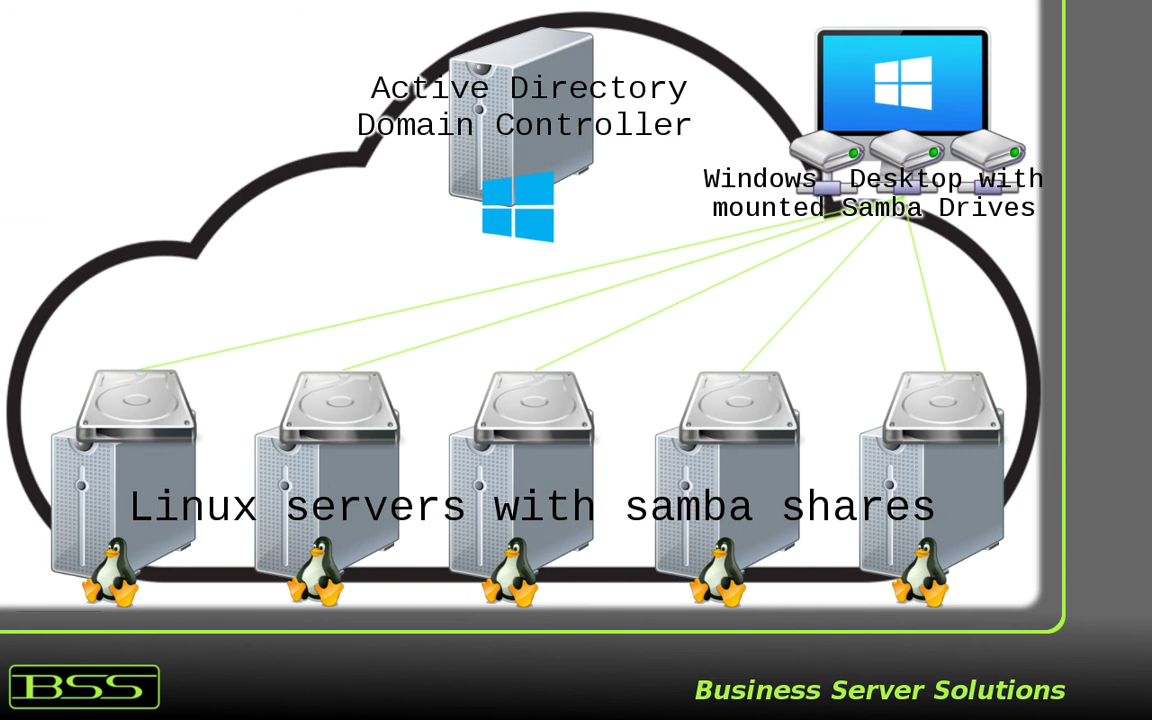 Active Directory
Domain Controller
Windows Desktop with
mounted Samba Drives
Linux servers with samba shares
BSS
Business Server Solutions